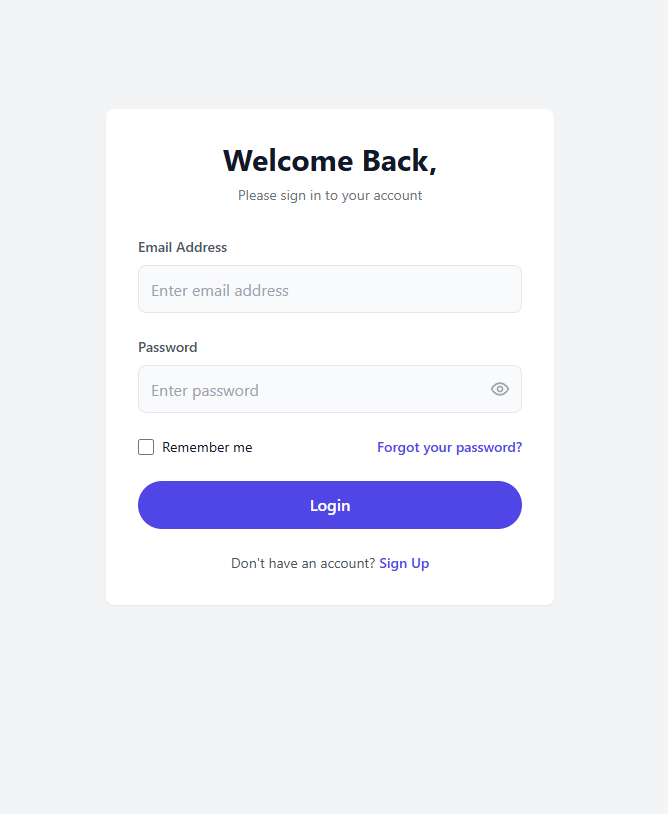 Welcome Back,
Please sign in to your account
Email Address
Enter email address
Password
Enter password
Remember me Forgot your password?
Login
Don't have an account? Sign Up